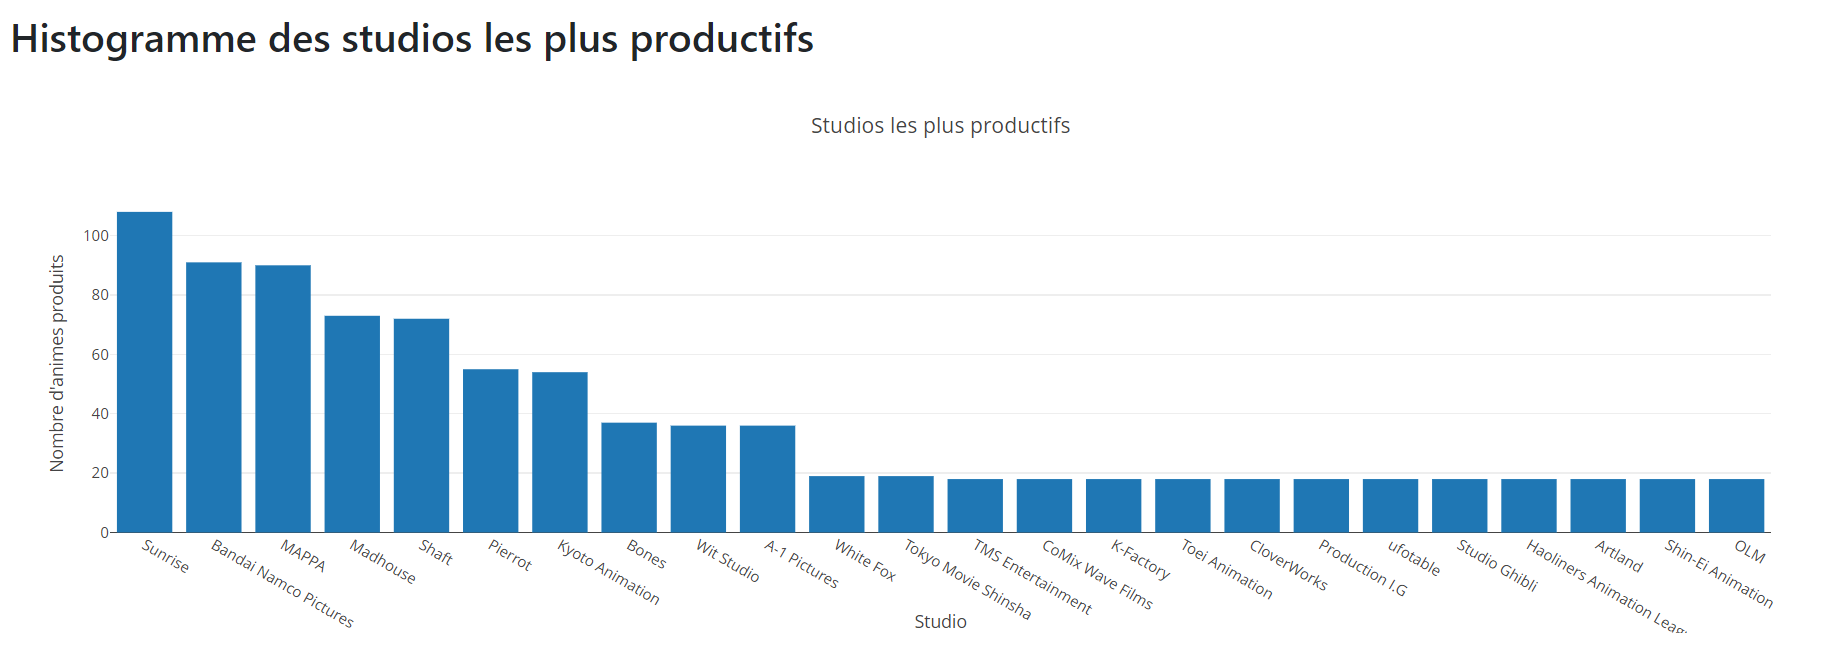 Histogramme des studios les plus productifs
Studios les plus productifs
Nombre d'animes produits
100
80
60
40
20
0
Sunrise
Bandai Namco Pictures
MAPPA
Madhouse
Shaft
Pierrot
Kyoto Animation
Bones
Wit Studio
A-1 Pictures
White Fox
Tokyo Movie Shinsha
TMS Entertainment
CoMix Wave Films
K-Factory
Toei Animation
CloverWorks
Production I.G
ufotable
Studio Ghibli
Haoliners Animation
Artland
Shin-Ei Animation
OLM
Studio